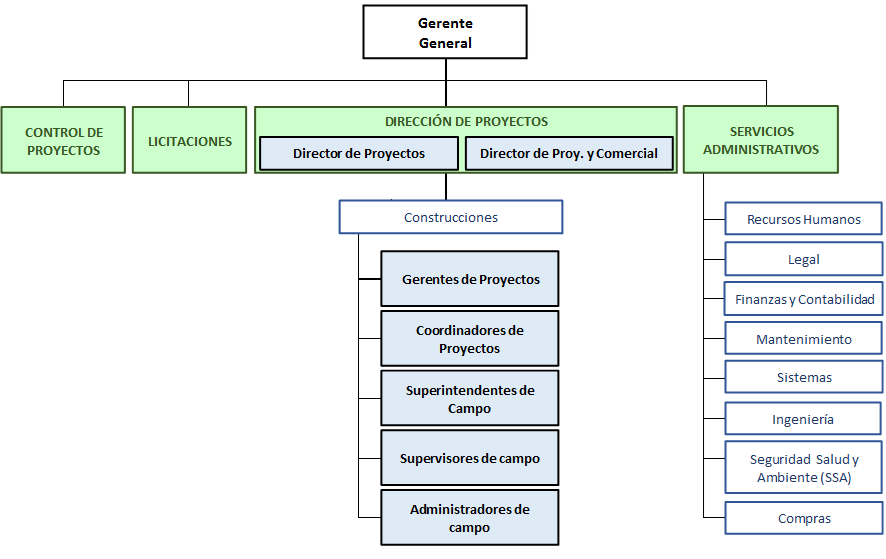 Gerente
General
CONTROL DE
PROYECTOS
LICITACIONES
DIRECCIÓN DE PROYECTOS
Director de Proyectos
Director de Proy. y Comercial
SERVICIOS
ADMINISTRATIVOS
Construcciones
Gerentes de Proyectos
Coordinadores de
Proyectos
Superintendentes de
Campo
Supervisores de campo
Administradores de
campo
Recursos Humanos
Legal
Finanzas y Contabilidad
Mantenimiento
Sistemas
Ingeniería
Seguridad Salud y
Ambiente (SSA)
Compras